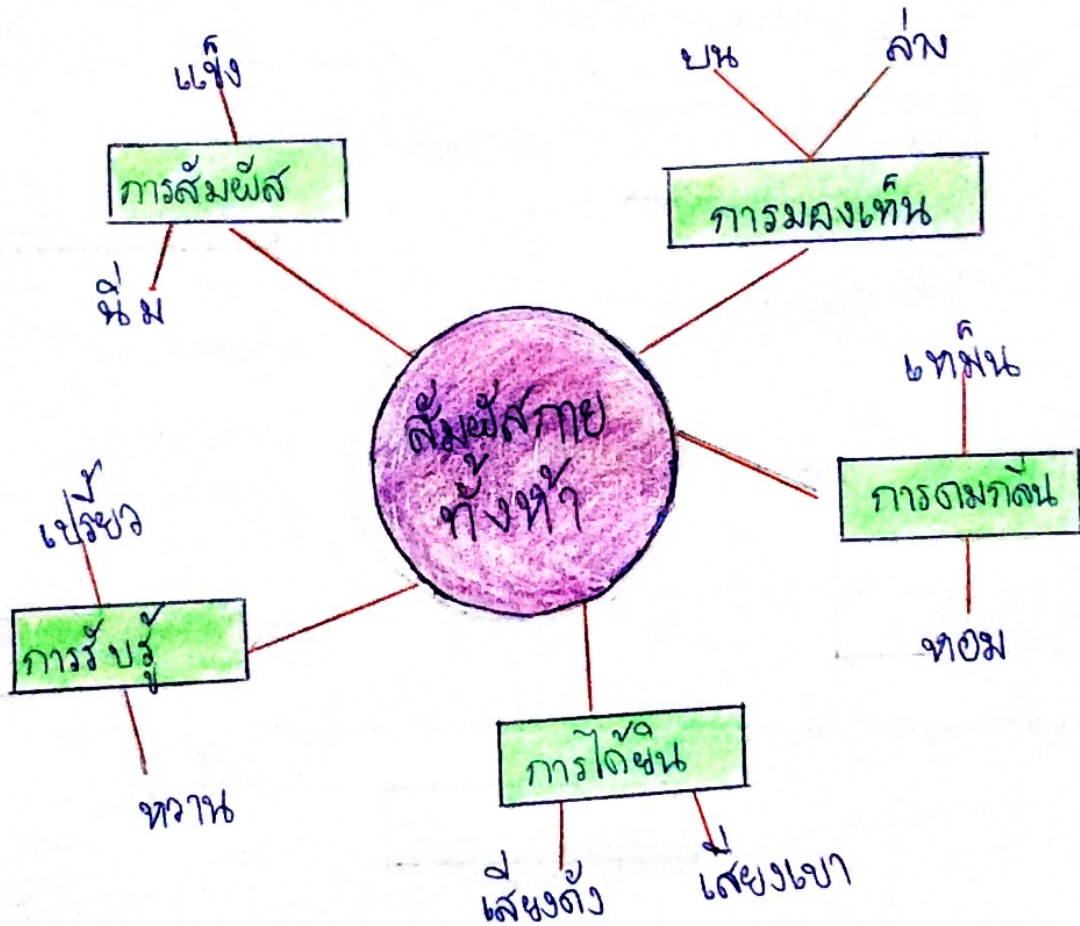 แข็ง
การสัมผัส
นิ่ม
บน
ล่าง
การมองเห็น
สัมผัสกาย
ทั้งห้า
เหม็น
การดมกลิ่น
หอม
เปรี้ยว
การรับรู้
หวาน
การได้ยิน
เสียงดัง
เสียงเบา